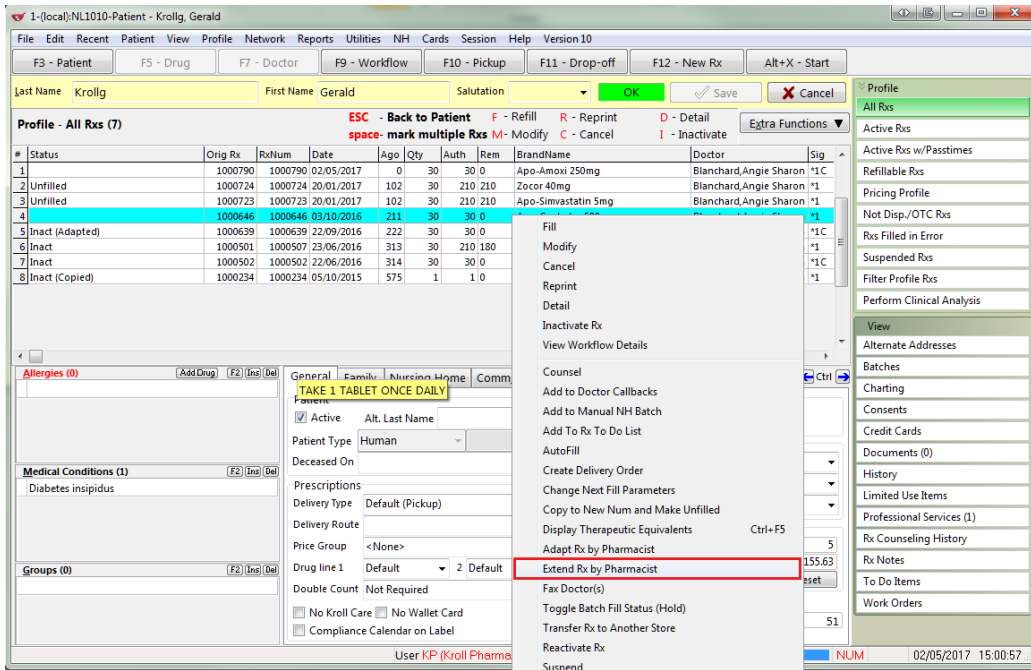 1-(local):NL1010-Patient - Krollg, Gerald
File Edit Recent Patient View Profile Network Reports Utilities NH Cards Session Help Version 10
F3 - Patient F5 - Drug F7 - Doctor F9 - Workflow F10 - Pickup F11 - Drop-off F12 - New Rx Alt+X - Start
Last Name Krollg First Name Gerald Salutation OK Save Cancel
Profile - All Rxs (7)
ESC - Back to Patient F - Refill R - Reprint D - Detail
space- mark multiple Rxs M- Modify C - Cancel I - Inactivate
Extra Functions
# Status Orig Rx RxNum Date Ago Qty Auth Rem BrandName Doctor Sig
1 1000790 1000790 02/05/2017 0 30 30 0 Apo-Amoxi 250mg Blanchard,Angie Sharon *1C
2 Unfilled 1000724 1000724 20/01/2017 102 30 210 210 Zocor 40mg Blanchard,Angie Sharon *1
3 Unfilled 1000723 1000723 20/01/2017 102 30 210 210 Apo-Simvastatin 5mg Blanchard,Angie Sharon *1
4 1000646 1000646 03/10/2016 211 30 30 0 *1
5 Inact (Adapted) 1000639 1000639 22/09/2016 222 30 30 0 *1C
6 Inact 1000501 1000507 23/06/2016 313 30 210 180 *1
7 Inact 1000502 1000502 22/06/2016 314 30 30 0 *1C
8 Inact (Copied) 1000234 1000234 05/10/2015 575 1 1 0 *1
Fill
Modify
Cancel
Reprint
Detail
Inactivate Rx
View Workflow Details
Counsel
Add to Doctor Callbacks
Add to Manual NH Batch
Add To Rx To Do List
AutoFill
Create Delivery Order
Change Next Fill Parameters
Copy to New Num and Make Unfilled
Display Therapeutic Equivalents Ctrl+F5
Adapt Rx by Pharmacist
Extend Rx by Pharmacist
Fax Doctor(s)
Toggle Batch Fill Status (Hold)
Transfer Rx to Another Store
Reactivate Rx
Suspend
Allergies (0) Add Drug F2 Ins Del
Medical Conditions (1) F2 Ins Del
Diabetes insipidus
Groups (0) F2 Ins Del
General Family Nursing Home Comm
TAKE 1 TABLET ONCE DAILY
Patient
Active Alt. Last Name
Patient Type Human
Deceased On
Prescriptions
Delivery Type Default (Pickup)
Delivery Route
Price Group <None>
Drug line 1 Default 2 Default
Double Count Not Required
No Kroll Care No Wallet Card
Compliance Calendar on Label
Ctrl
5
155.63
51
Profile
All Rxs
Active Rxs
Active Rxs w/Passtimes
Refillable Rxs
Pricing Profile
Not Disp./OTC Rxs
Rxs Filled in Error
Suspended Rxs
Filter Profile Rxs
Perform Clinical Analysis
View
Alternate Addresses
Batches
Charting
Consents
Credit Cards
Documents (0)
History
Limited Use Items
Professional Services (1)
Rx Counseling History
Rx Notes
To Do Items
Work Orders
User KP (Kroll Pharma NUM 02/05/2017 15:00:57